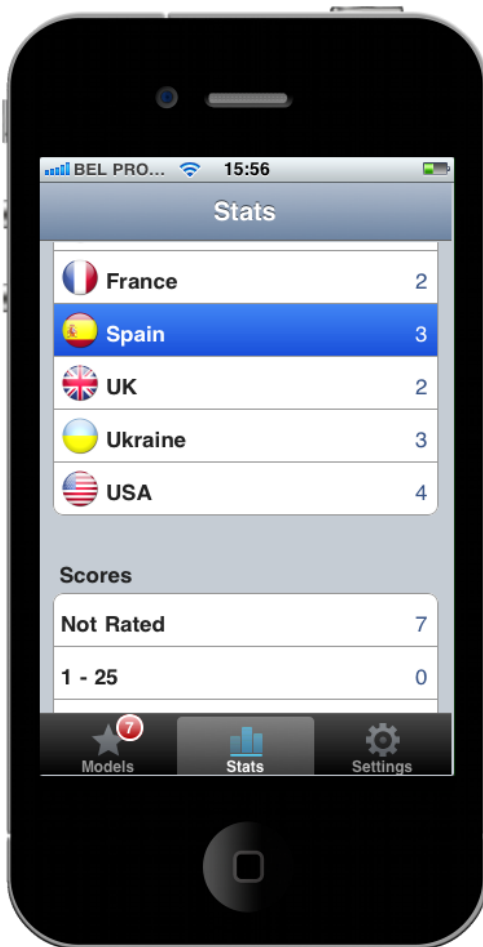 BEL PRO... 15:56
Stats
France 2
Spain 3
UK 2
Ukraine 3
USA 4
Scores
Not Rated 7
1 - 25 0
7
Models Stats Settings